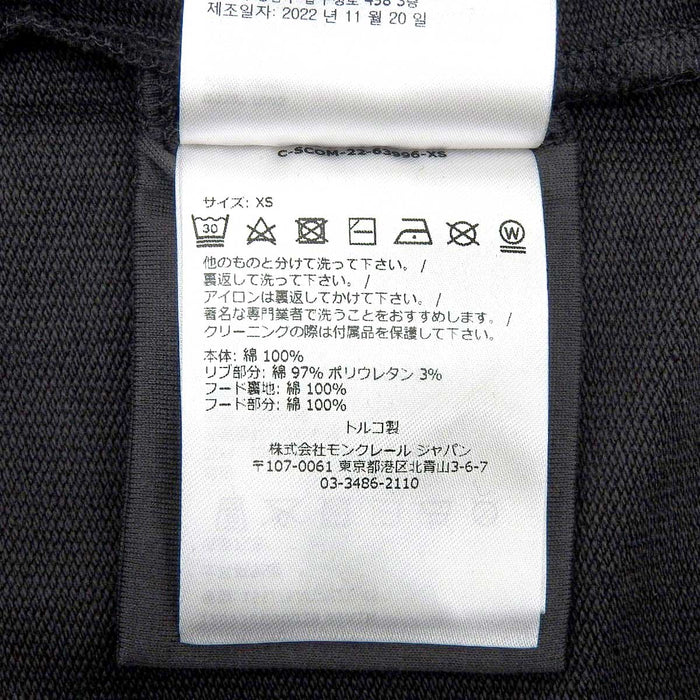 제조일자: 2022 년 11 월 20 일
C-SCOM-22-63996-XS
サイズ: XS
30
W
他のものと分けて洗って下さい。 /
裏返して洗って下さい。 /
アイロンは裏返してかけて下さい。 /
著名な専門業者で洗うことをおすすめします。 /
クリーニングの際は付属品を保護して下さい。
本体: 綿 100%
リブ部分: 綿 97% ポリウレタン 3%
フード裏地: 綿 100%
フード部分: 綿 100%
トルコ製
株式会社モンクレール ジャパン
〒107-0061 東京都港区北青山3-6-7
03-3486-2110